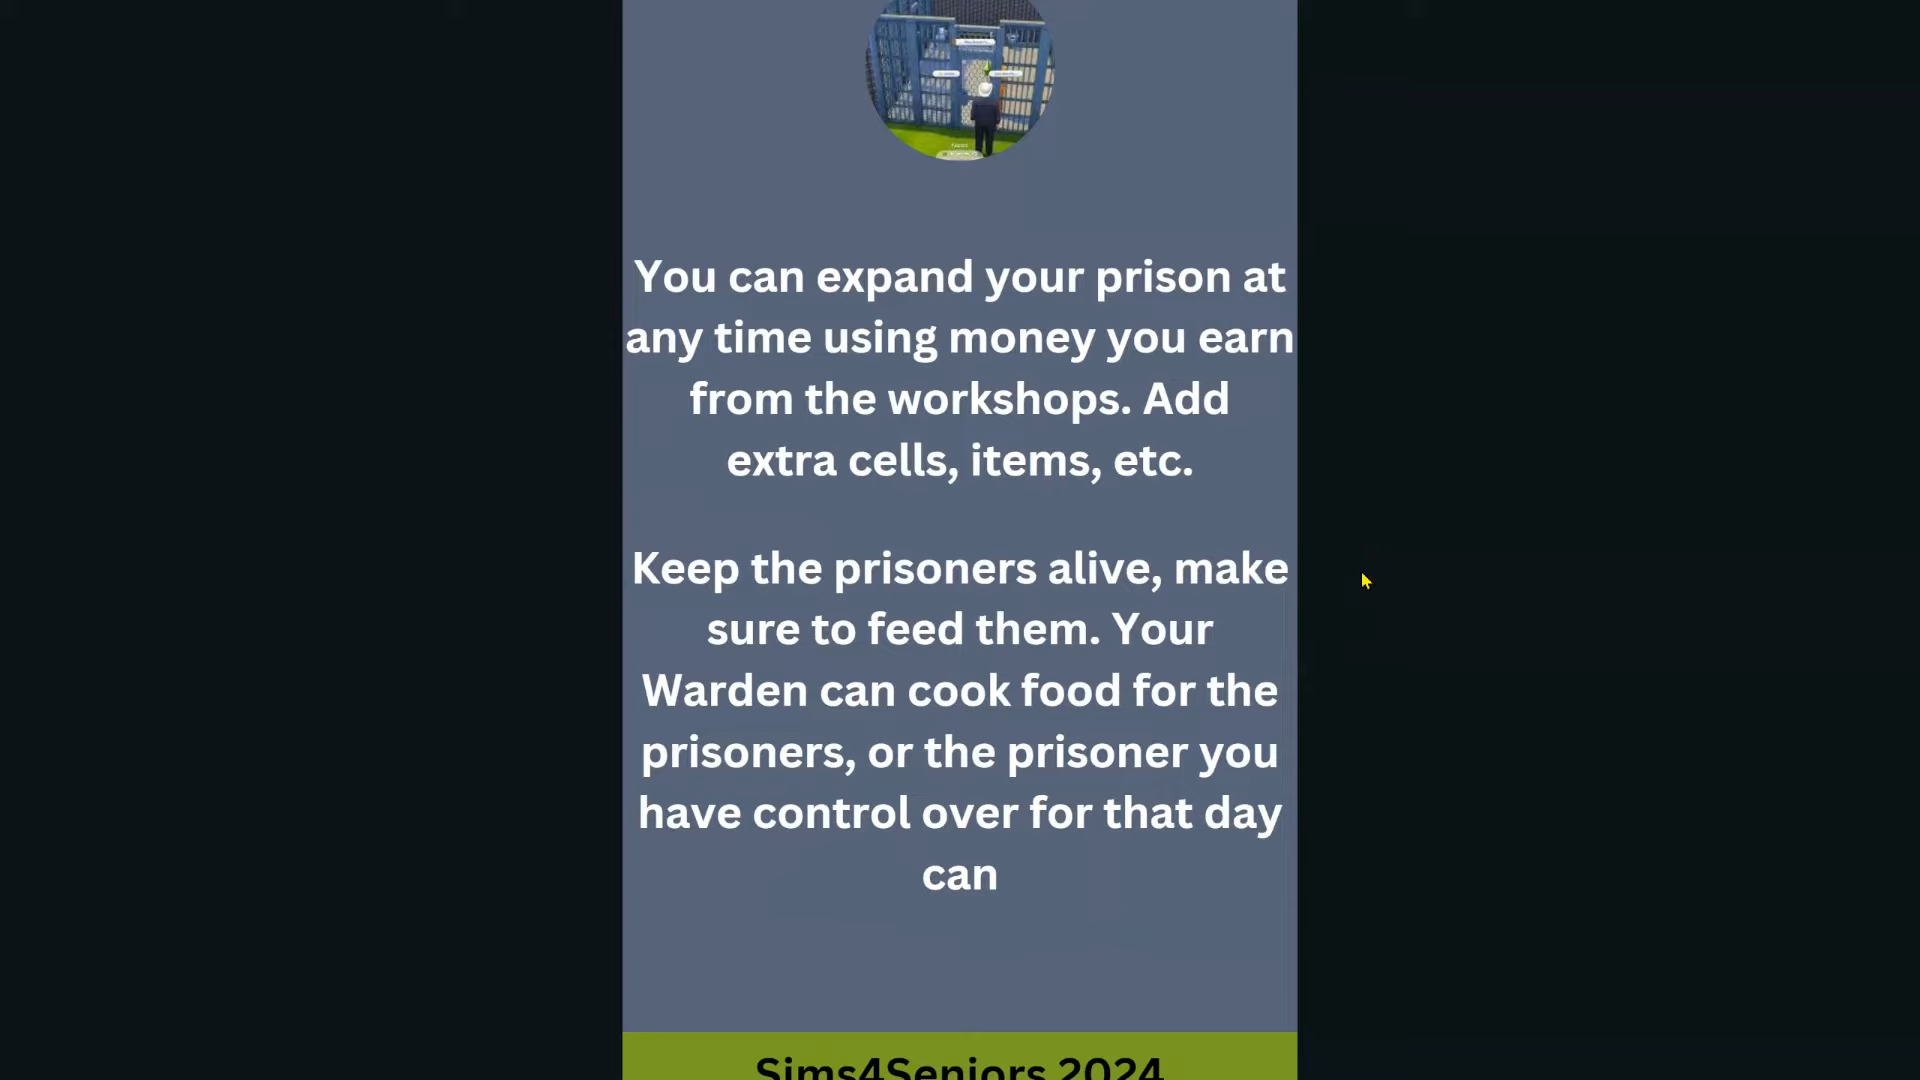 You can expand your prison at
any time using money you earn
from the workshops. Add
extra cells, items, etc.
Keep the prisoners alive, make
sure to feed them. Your
Warden can cook food for the
prisoners, or the prisoner you
have control over for that day
can
Sims4Seniors 2024